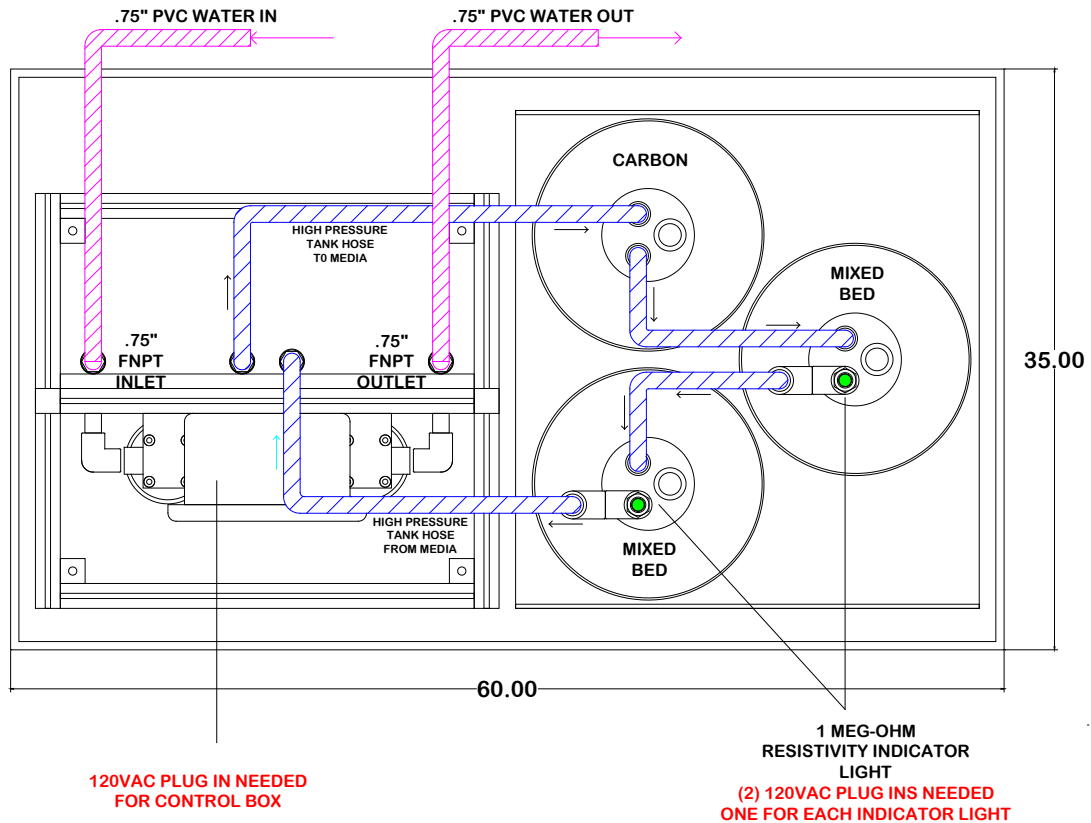 .75" PVC WATER IN
.75" PVC WATER OUT
CARBON
HIGH PRESSURE
TANK HOSE
T0 MEDIA
MIXED
BED
.75"
FNPT
INLET
.75"
FNPT
OUTLET
35.00
HIGH PRESSURE
TANK HOSE
FROM MEDIA
MIXED
BED
60.00
120VAC PLUG IN NEEDED
FOR CONTROL BOX
1 MEG-OHM
RESISTIVITY INDICATOR
LIGHT
(2) 120VAC PLUG INS NEEDED
ONE FOR EACH INDICATOR LIGHT